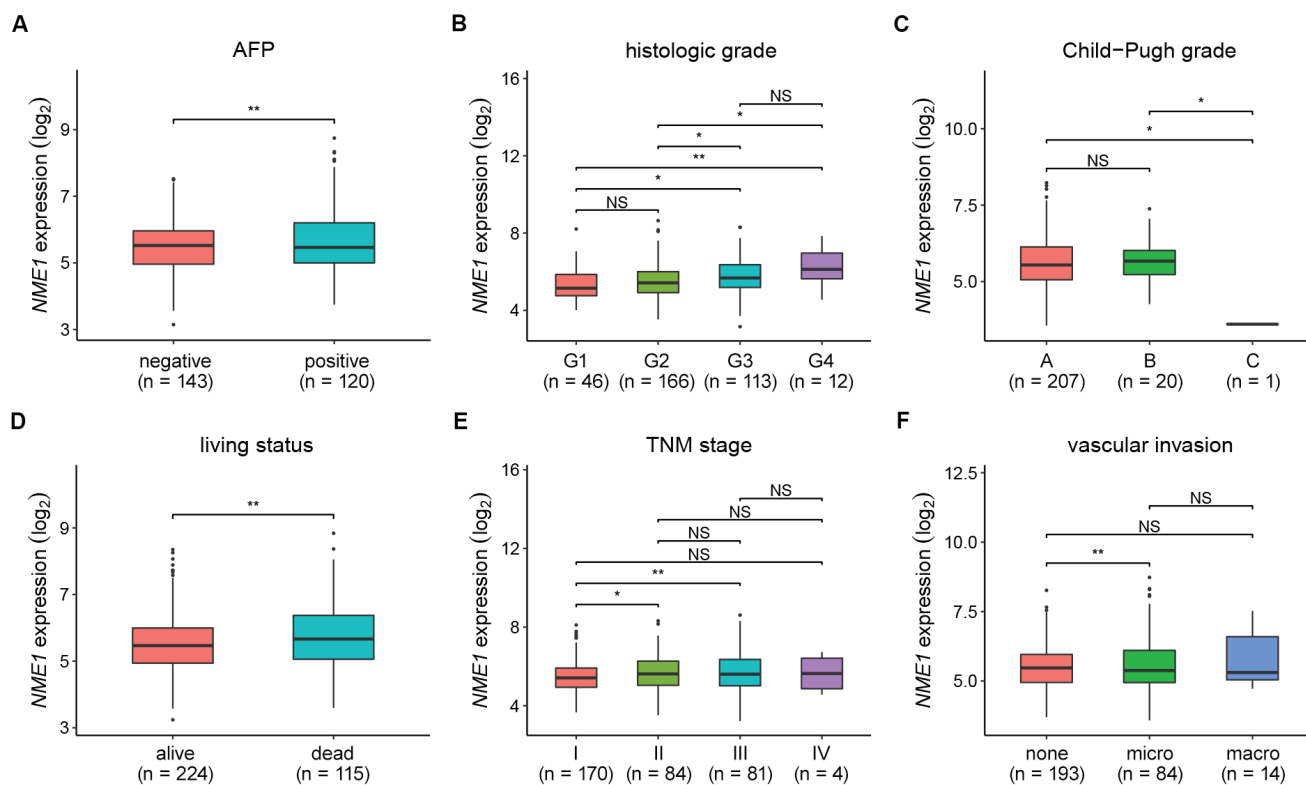 A
AFP
NME1 expression (log2)
9
7
5
3
**
negative
(n = 143)
positive
(n = 120)
B
histologic grade
NME1 expression (log2)
16
12
8
4
NS
*
*
**
*
NS
G1
(n = 46)
G2
(n = 166)
G3
(n = 113)
G4
(n = 12)
C
Child−Pugh grade
NME1 expression (log2)
10.0
7.5
5.0
*
*
NS
A
(n = 207)
B
(n = 20)
C
(n = 1)
D
living status
NME1 expression (log2)
9
7
5
3
**
alive
(n = 224)
dead
(n = 115)
E
TNM stage
NME1 expression (log2)
16
12
8
4
NS
NS
NS
NS
**
*
I
(n = 170)
II
(n = 84)
III
(n = 81)
IV
(n = 4)
F
vascular invasion
NME1 expression (log2)
12.5
10.0
7.5
5.0
NS
NS
**
none
(n = 193)
micro
(n = 84)
macro
(n = 14)